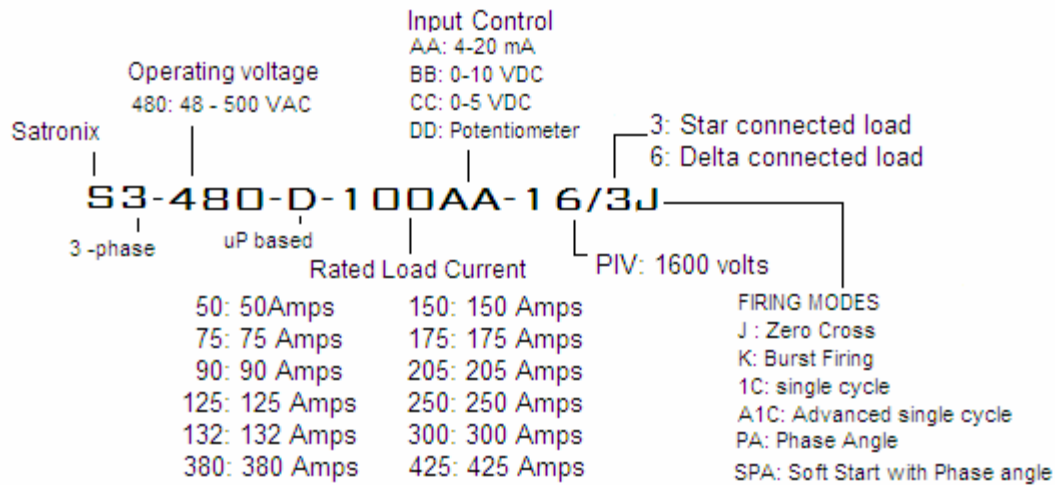 Input Control
AA: 4-20 mA
BB: 0-10 VDC
CC: 0-5 VDC
DD: Potentiometer
Operating voltage
480: 48 - 500 VAC
Satronix
3: Star connected load
6: Delta connected load
S3-480-D-100AA-16/3J
3 -phase
uP based
Rated Load Current
PIV: 1600 volts
50: 50Amps 150: 150 Amps
75: 75 Amps 175: 175 Amps
90: 90 Amps 205: 205 Amps
125: 125 Amps 250: 250 Amps
132: 132 Amps 300: 300 Amps
380: 380 Amps 425: 425 Amps
FIRING MODES
J : Zero Cross
K: Burst Firing
1C: single cycle
A1C: Advanced single cycle
PA: Phase Angle
SPA: Soft Start with Phase angle